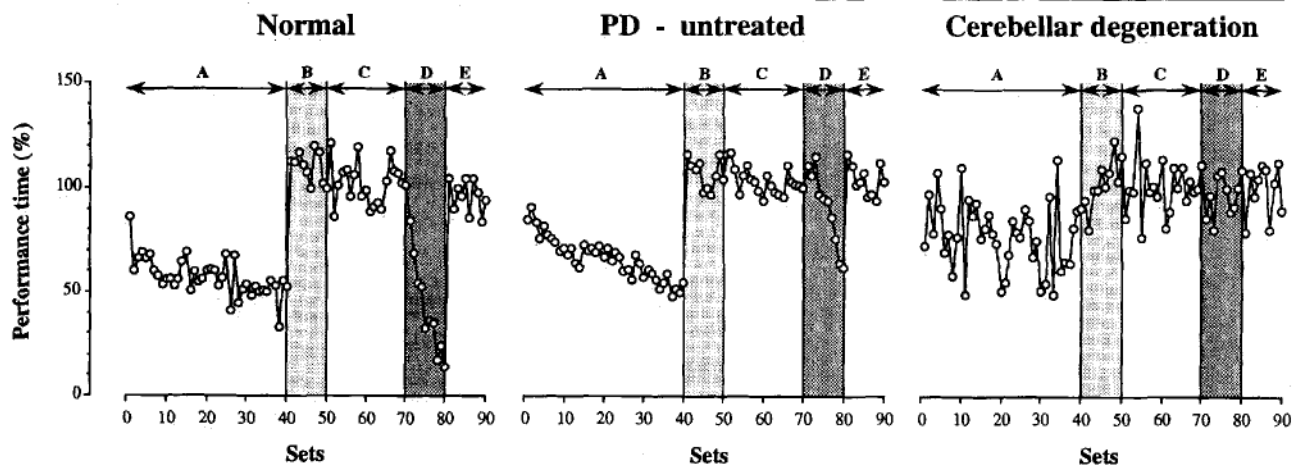 Normal
PD - untreated
Cerebellar degeneration
Performance time (%)
150
100
50
0
A B C D E
A B C D E
A B C D E
0 10 20 30 40 50 60 70 80 90
0 10 20 30 40 50 60 70 80 90
0 10 20 30 40 50 60 70 80 90
Sets
Sets
Sets